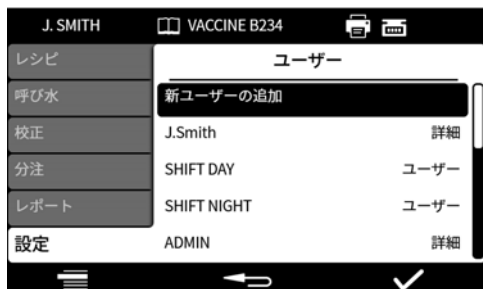 J. SMITH VACCINE B234
レシピ
呼び水
校正
分注
レポート
設定
ユーザー
新ユーザーの追加
J.Smith 詳細
SHIFT DAY ユーザー
SHIFT NIGHT ユーザー
ADMIN 詳細